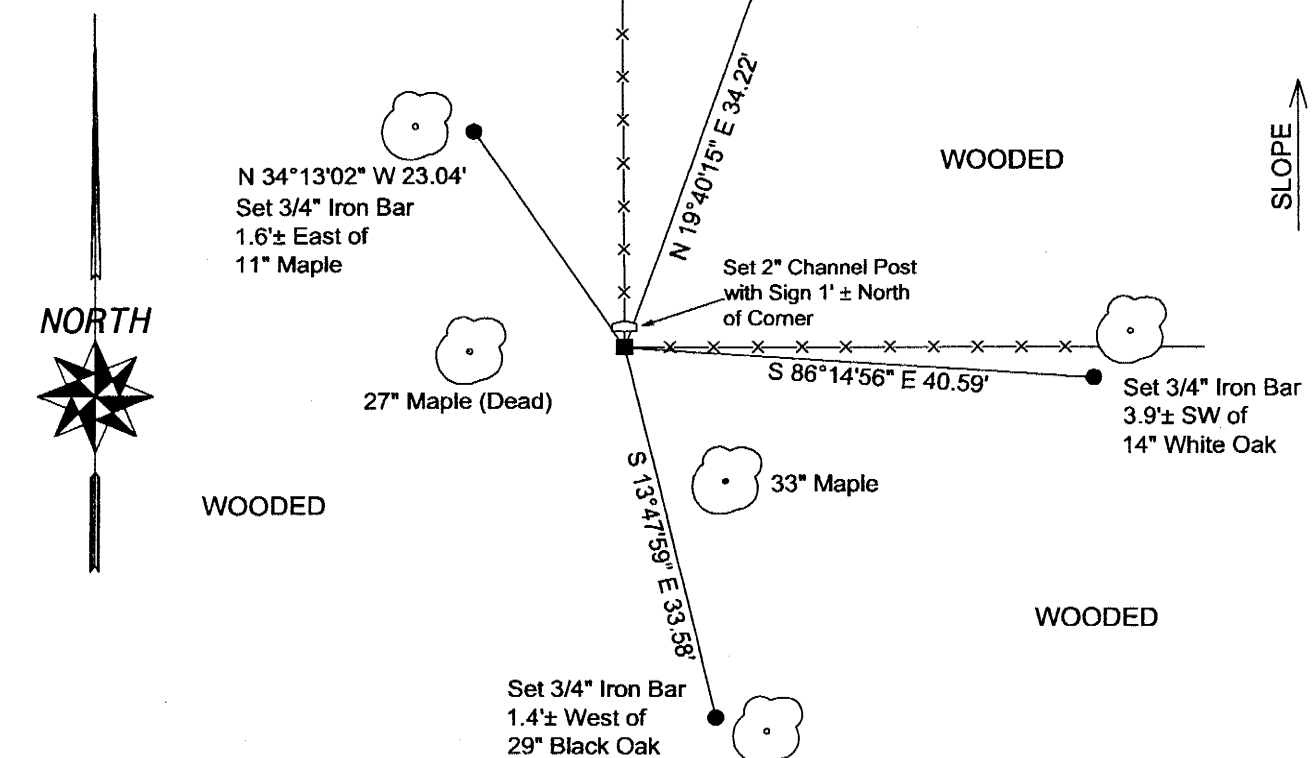 N 19°40'15" E 34.22'
WOODED
SLOPE
N 34°13'02" W 23.04'
Set 3/4" Iron Bar
1.6'± East of
11" Maple
Set 2" Channel Post
with Sign 1' ± North
of Corner
NORTH
27" Maple (Dead)
S 86°14'56" E 40.59'
Set 3/4" Iron Bar
3.9'± SW of
14" White Oak
33" Maple
WOODED
S 13°47'59" E 33.58'
WOODED
Set 3/4" Iron Bar
1.4'± West of
29" Black Oak